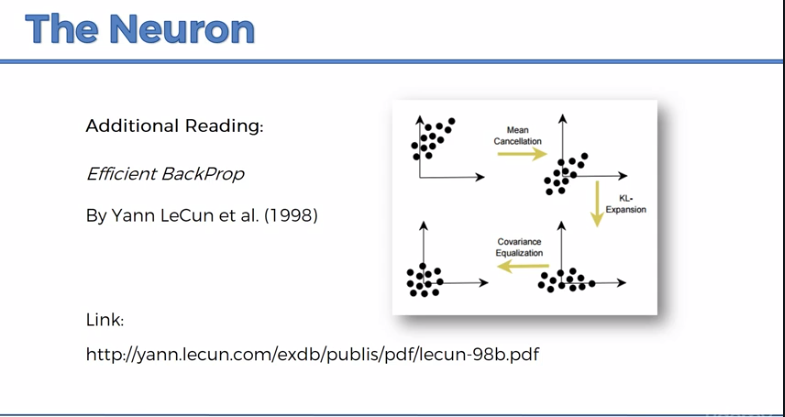 The Neuron
Additional Reading:
Efficient BackProp
By Yann LeCun et al. (1998)
Mean
Cancellation
KL-
Expansion
Covariance
Equalization
Link:
http://yann.lecun.com/exdb/publis/pdf/lecun-98b.pdf